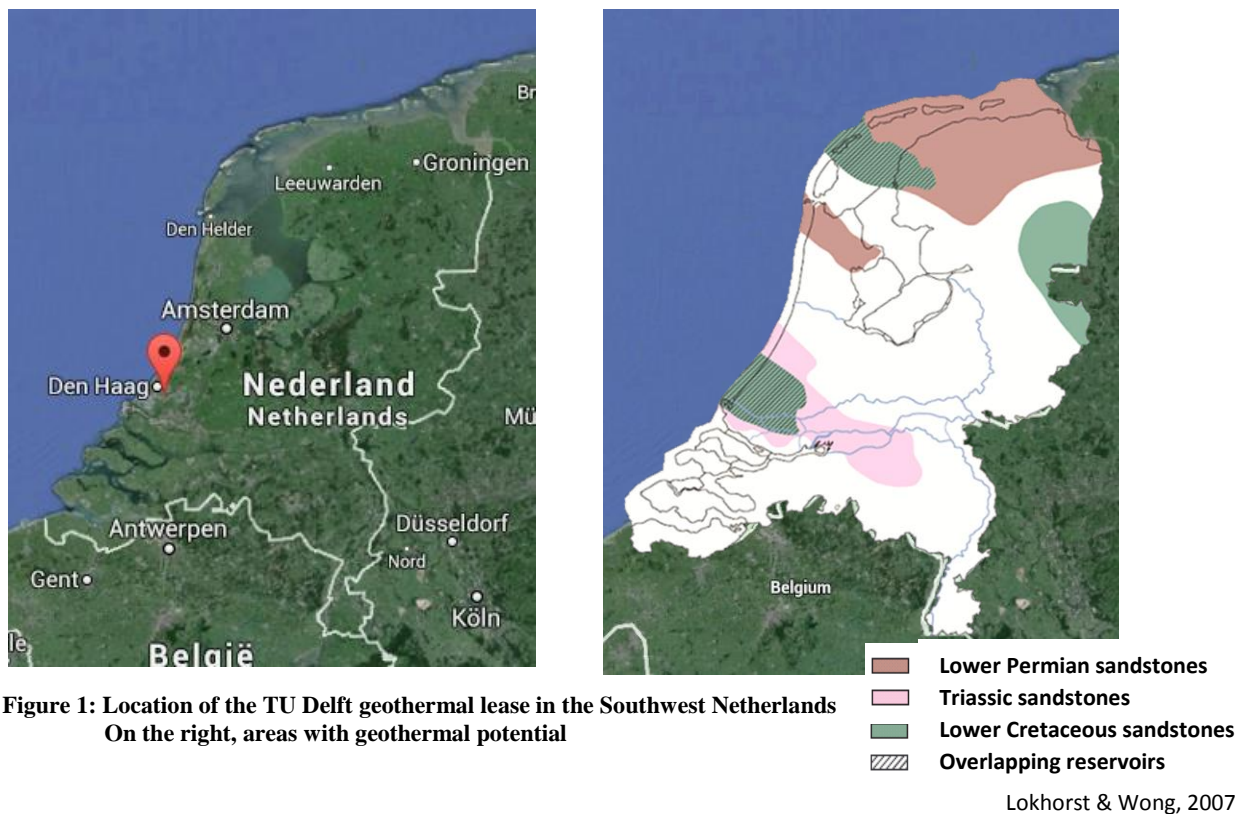 Br
Groningen
Leeuwarden
Den Helder
Amsterdam
Den Haag
Nederland
Netherlands
Mü
Antwerpen
Düsseldorf
Nord
Gent
Köln
le
België
Belgium
Figure 1: Location of the TU Delft geothermal lease in the Southwest Netherlands
On the right, areas with geothermal potential
Lower Permian sandstones
Triassic sandstones
Lower Cretaceous sandstones
Overlapping reservoirs
Lokhorst & Wong, 2007